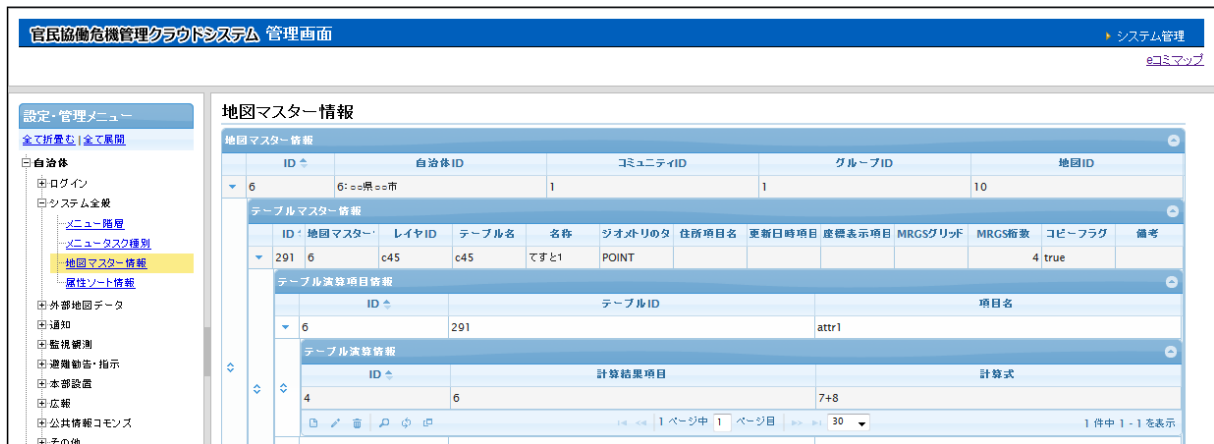 官民協働危機管理クラウドシステム 管理画面
システム管理
eコミマップ
設定・管理メニュー
全て折畳む | 全て展開
自治体
ログイン
システム全般
メニュー階層
メニュータスク種別
地図マスター情報
属性ソート情報
外部地図データ
通知
監視観測
避難勧告・指示
本部設置
広報
公共情報コモンズ
その他
地図マスター情報
地図マスター情報
ID 自治体ID コミュニティID グループID 地図ID
6 6:○○県○○市 1 1 10
テーブルマスター情報
ID 地図マスター レイヤID テーブル名 名称 ジオメトリのタ 住所項目名 更新日時項目 座標表示項目 MRGSグリッド MRGS桁数 コピーフラグ 備考
291 6 c45 c45 てすと1 POINT 4 true
テーブル演算項目情報
ID テーブルID 項目名
6 291 attr1
テーブル演算情報
ID 計算結果項目 計算式
4 6 7+8
1 ページ中 1 ページ目 30 1 件中 1 - 1 を表示